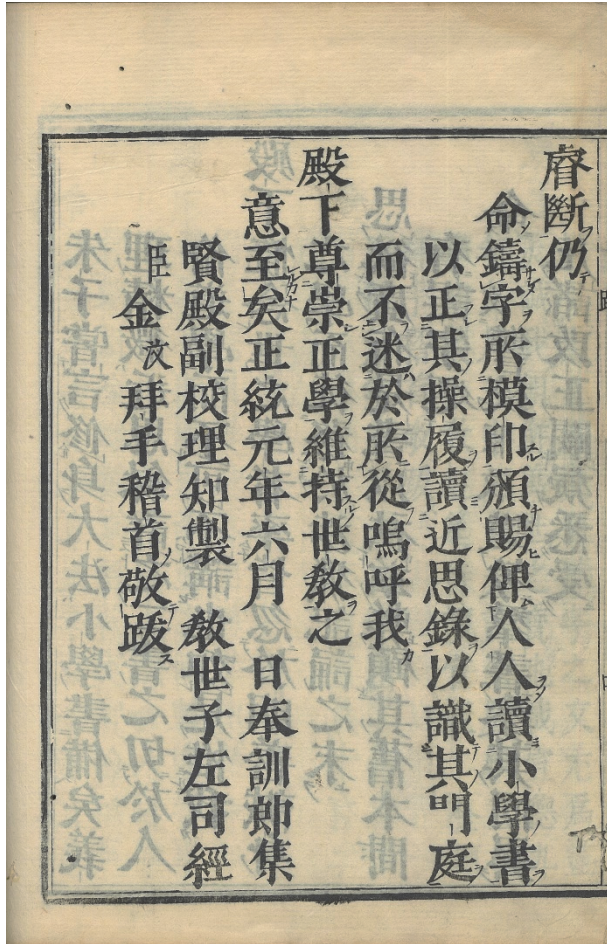 睿斷仍
命鑄字所模印頒賜俾人人讀小學書
以正其操履讀近思錄以識其門庭
而不迷於所從嗚呼我
殿下尊崇正學維持世教之
意至矣正統元年六月 日奉訓郎集
賢殿副校理知製 教世子左司經
臣金汶拜手稽首敬跋